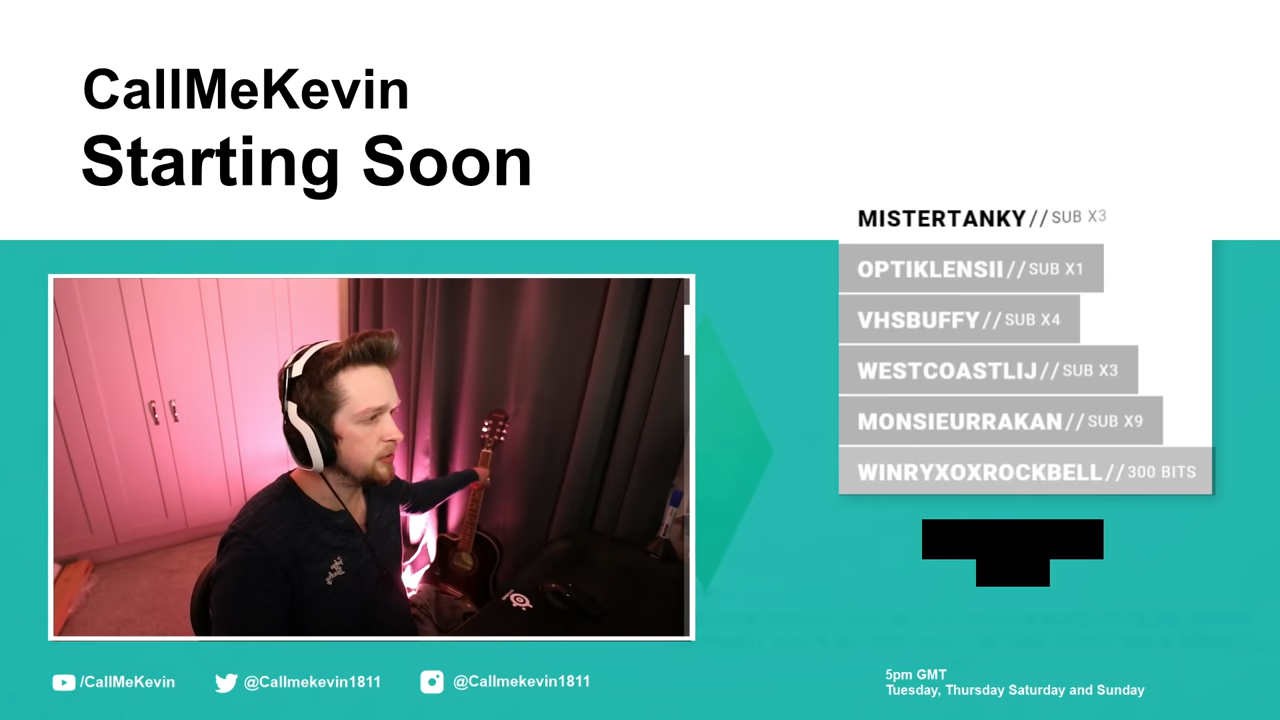 CallMeKevin
Starting Soon
MISTERTANKY// SUB X3
OPTIKLENSII// SUB X1
VHSBUFFY// SUB X4
WESTCOASTLIJ// SUB X3
MONSIEURRAKAN// SUB X9
WINRYXOXROCKBELL// 300 BITS
/CallMeKevin
@Callmekevin1811
@Callmekevin1811
5pm GMT
Tuesday, Thursday Saturday and Sunday